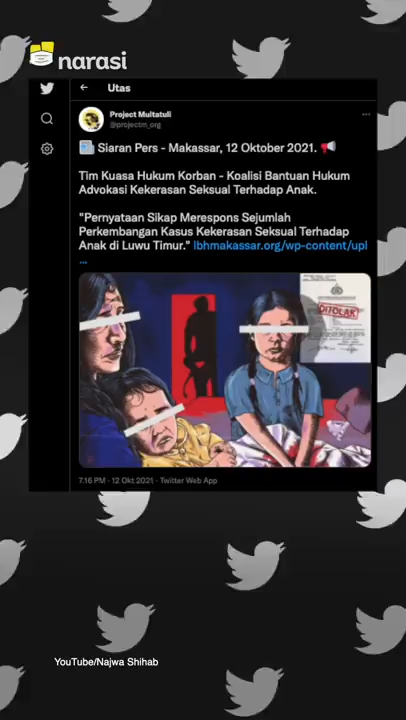 narasi
Utas
Project Multatuli
@projectm_org
Siaran Pers - Makassar, 12 Oktober 2021.
Tim Kuasa Hukum Korban - Koalisi Bantuan Hukum
Advokasi Kekerasan Seksual Terhadap Anak.
"Pernyataan Sikap Merespons Sejumlah
Perkembangan Kasus Kekerasan Seksual Terhadap
Anak di Luwu Timur." lbhmakassar.org/wp-content/upl
...
DITOLAK
7.16 PM · 12 Okt 2021 · Twitter Web App
YouTube/Najwa Shihab